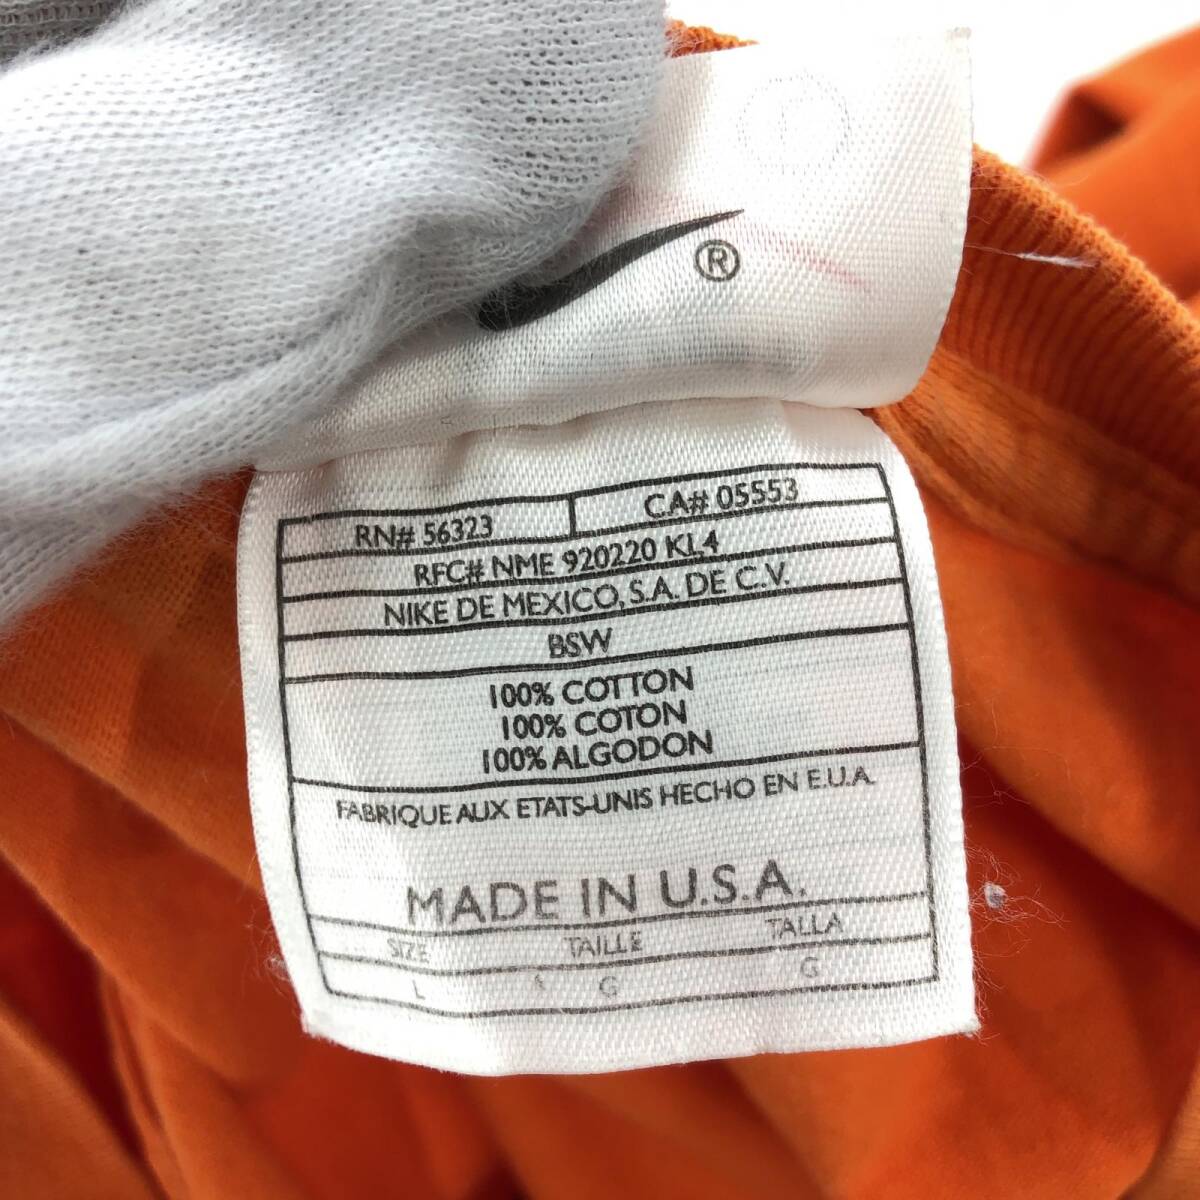 ®
RN# 56323 CA# 05553
RFC# NME 920220 KL4
NIKE DE MEXICO, S.A. DE C.V.
BSW
100% COTTON
100% COTON
100% ALGODON
FABRIQUE AUX ETATS-UNIS HECHO EN E.U.A.
MADE IN U.S.A.
SIZE TAILLE TALLA
L G G